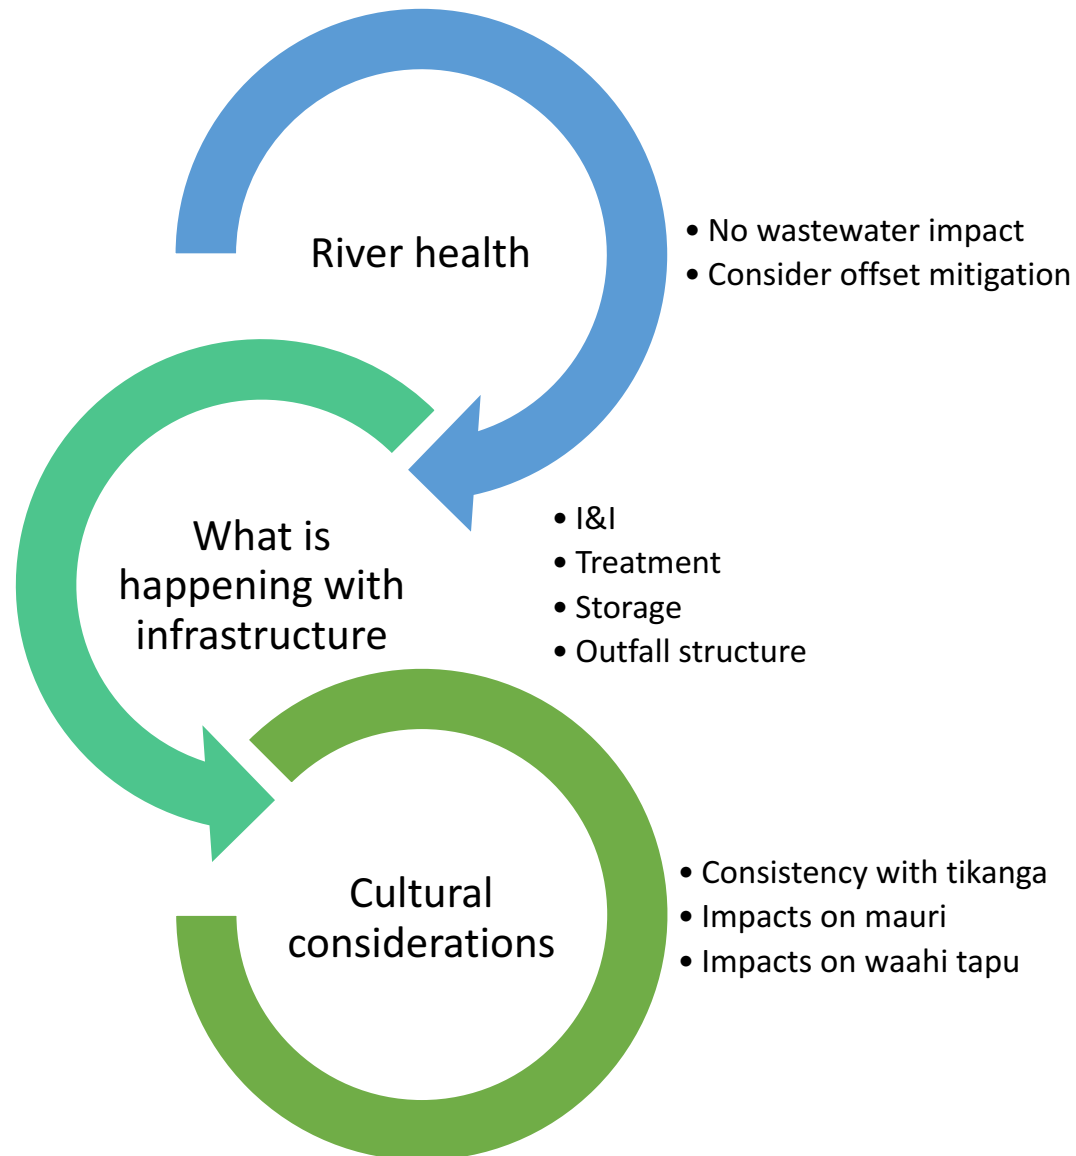 River health
• No wastewater impact
• Consider offset mitigation
What is
happening with
infrastructure
• I&I
• Treatment
• Storage
• Outfall structure
Cultural
considerations
• Consistency with tikanga
• Impacts on mauri
• Impacts on waahi tapu